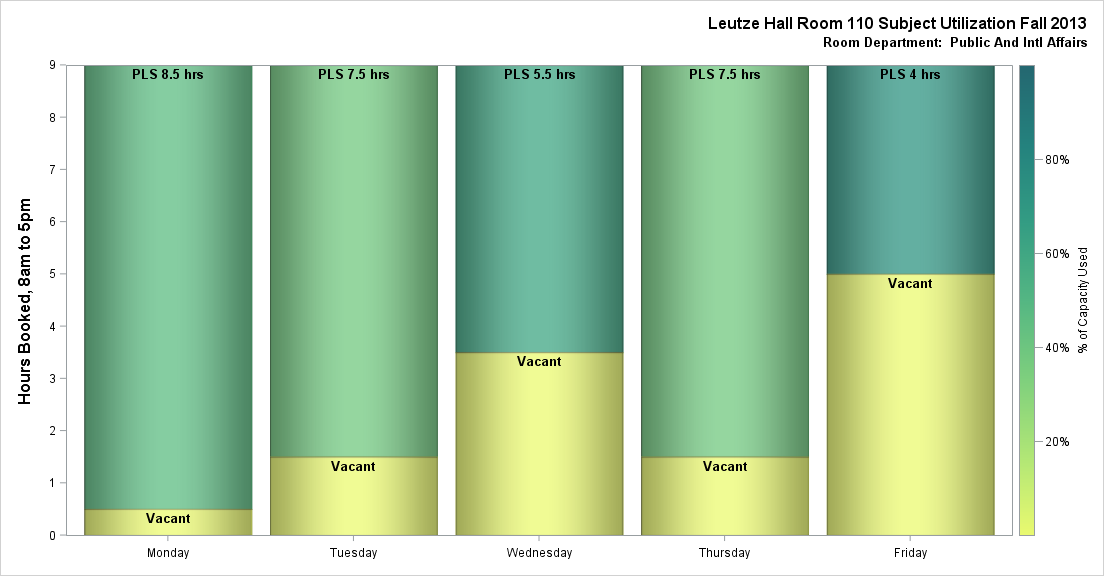 Leutze Hall Room 110 Subject Utilization Fall 2013
Room Department:  Public And Intl Affairs
Hours Booked, 8am to 5pm
9
8
7
6
5
4
3
2
1
0
PLS 8.5 hrs
PLS 7.5 hrs
PLS 5.5 hrs
PLS 7.5 hrs
PLS 4 hrs
Vacant
Vacant
Vacant
Vacant
Vacant
Monday
Tuesday
Wednesday
Thursday
Friday
80%
60%
40%
20%
% of Capacity Used